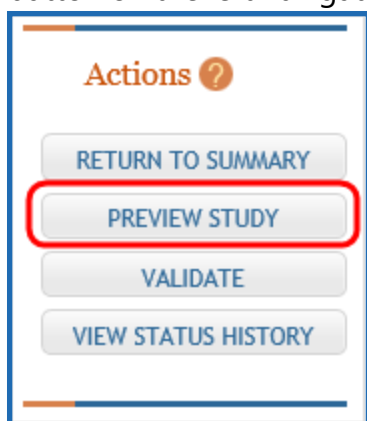 Actions ?
RETURN TO SUMMARY
PREVIEW STUDY
VALIDATE
VIEW STATUS HISTORY